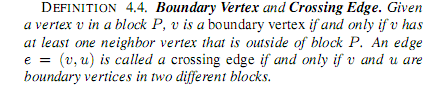 DEFINITION 4.4. Boundary Vertex and Crossing Edge. Given
a vertex v in a block P, v is a boundary vertex if and only if v has
at least one neighbor vertex that is outside of block P. An edge
e = (v, u) is called a crossing edge if and only if v and u are
boundary vertices in two different blocks.